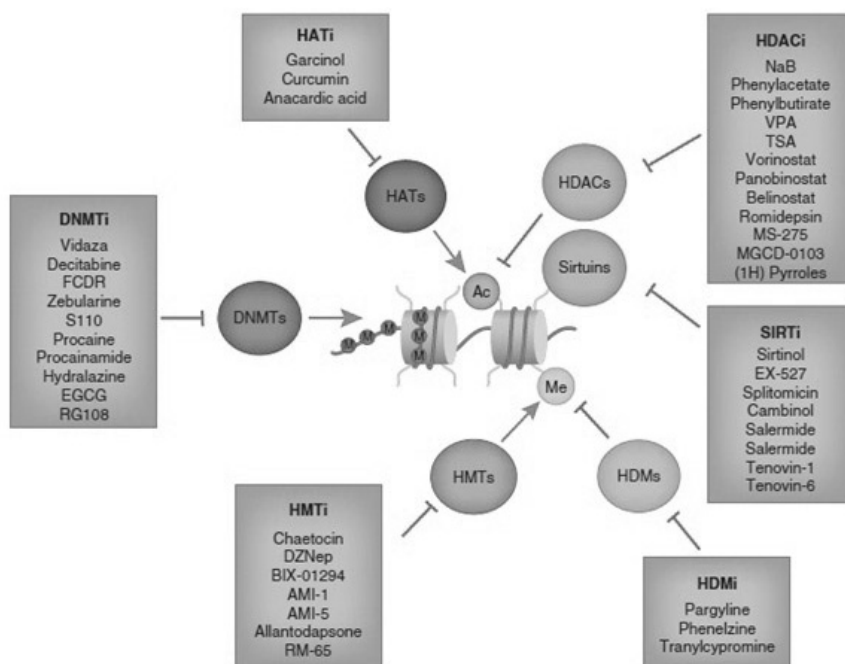 HATi
Garcinol
Curcumin
Anacardic acid
HDACi
NaB
Phenylacetate
Phenylbutirate
VPA
TSA
Vorinostat
Panobinostat
Belinostat
Romidepsin
MS-275
MGCD-0103
(1H) Pyrroles
HATs
HDACs
DNMTi
Vidaza
Decitabine
FCDR
Zebularine
S110
Procaine
Procainamide
Hydralazine
EGCG
RG108
DNMTs
Sirtuins
Ac
M
M
M
M
M
M
Me
SIRTi
Sirtinol
EX-527
Splitomicin
Cambinol
Salermide
Salermide
Tenovin-1
Tenovin-6
HMTs
HDMs
HMTi
Chaetocin
DZNep
BIX-01294
AMI-1
AMI-5
Allantodapsone
RM-65
HDMi
Pargyline
Phenelzine
Tranylcypromine